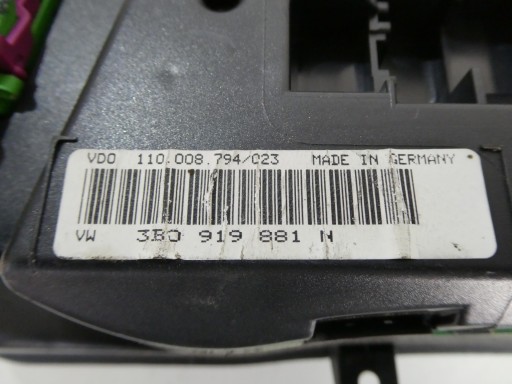 VDO 110.008.794/023 MADE IN GERMANY
VW 3B0 919 881 N